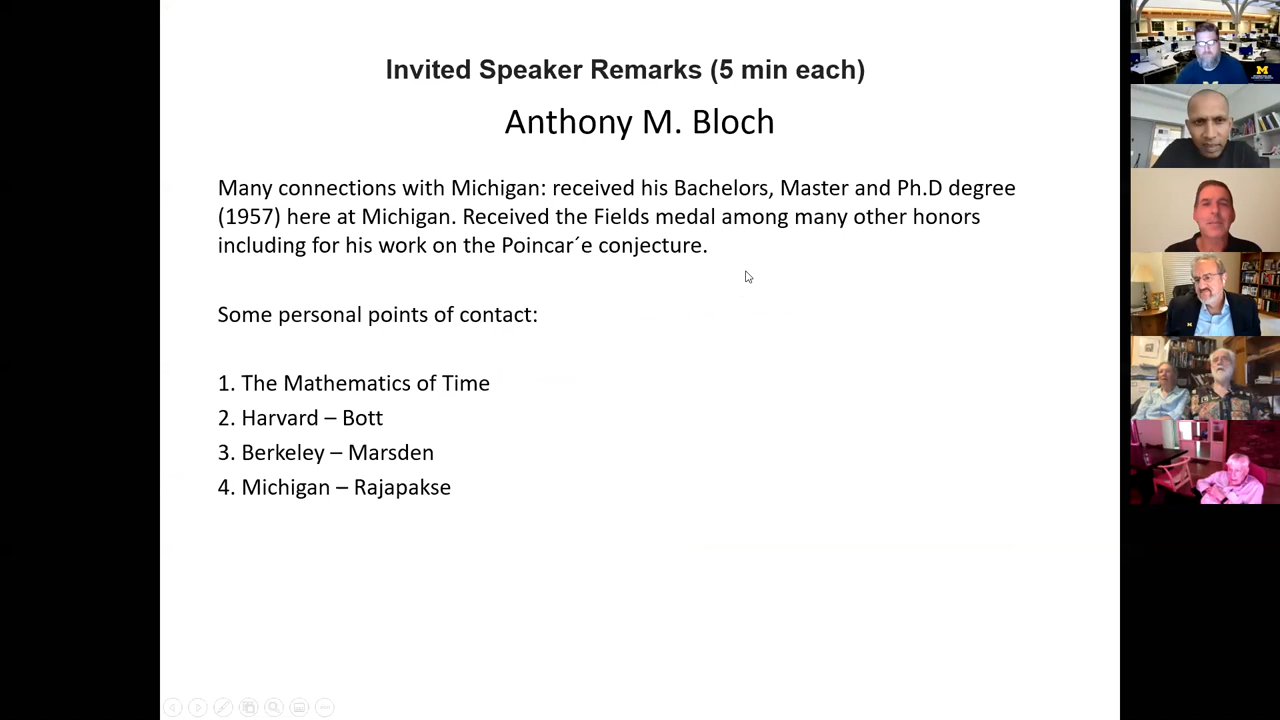 Invited Speaker Remarks (5 min each)
Anthony M. Bloch
Many connections with Michigan: received his Bachelors, Master and Ph.D degree
(1957) here at Michigan. Received the Fields medal among many other honors
including for his work on the Poincar´e conjecture.
Some personal points of contact:
1. The Mathematics of Time
2. Harvard – Bott
3. Berkeley – Marsden
4. Michigan – Rajapakse
M